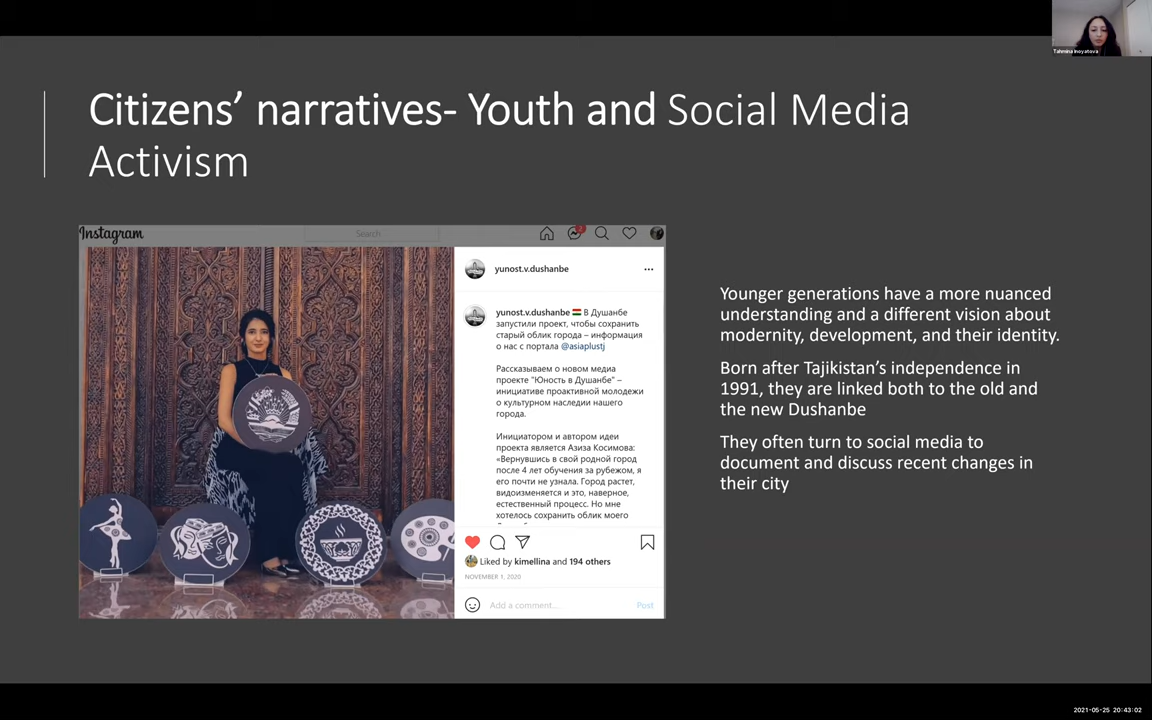 Tahmina Inoyatova
Citizens’ narratives- Youth and Social Media
Activism
Instagram
Search
2
yunost.v.dushanbe
yunost.v.dushanbe В Душанбе
запустили проект, чтобы сохранить
старый облик города – информация
о нас с портала @asiaplustj
Рассказываем о новом медиа
проекте "Юность в Душанбе" –
инициативе проактивной молодежи
о культурном наследии нашего
города.
Инициатором и автором идеи
проекта является Азиза Косимова:
«Вернувшись в свой родной город
после 4 лет обучения за рубежом, я
его почти не узнала. Город растет,
видоизменяется и это, наверное,
естественный процесс. Но мне
хотелось сохранить облик моего
Liked by kimellina and 194 others
NOVEMBER 1, 2020
Add a comment...
Post
Younger generations have a more nuanced
understanding and a different vision about
modernity, development, and their identity.
Born after Tajikistan’s independence in
1991, they are linked both to the old and
the new Dushanbe
They often turn to social media to
document and discuss recent changes in
their city
2021-05-25 20:43:02